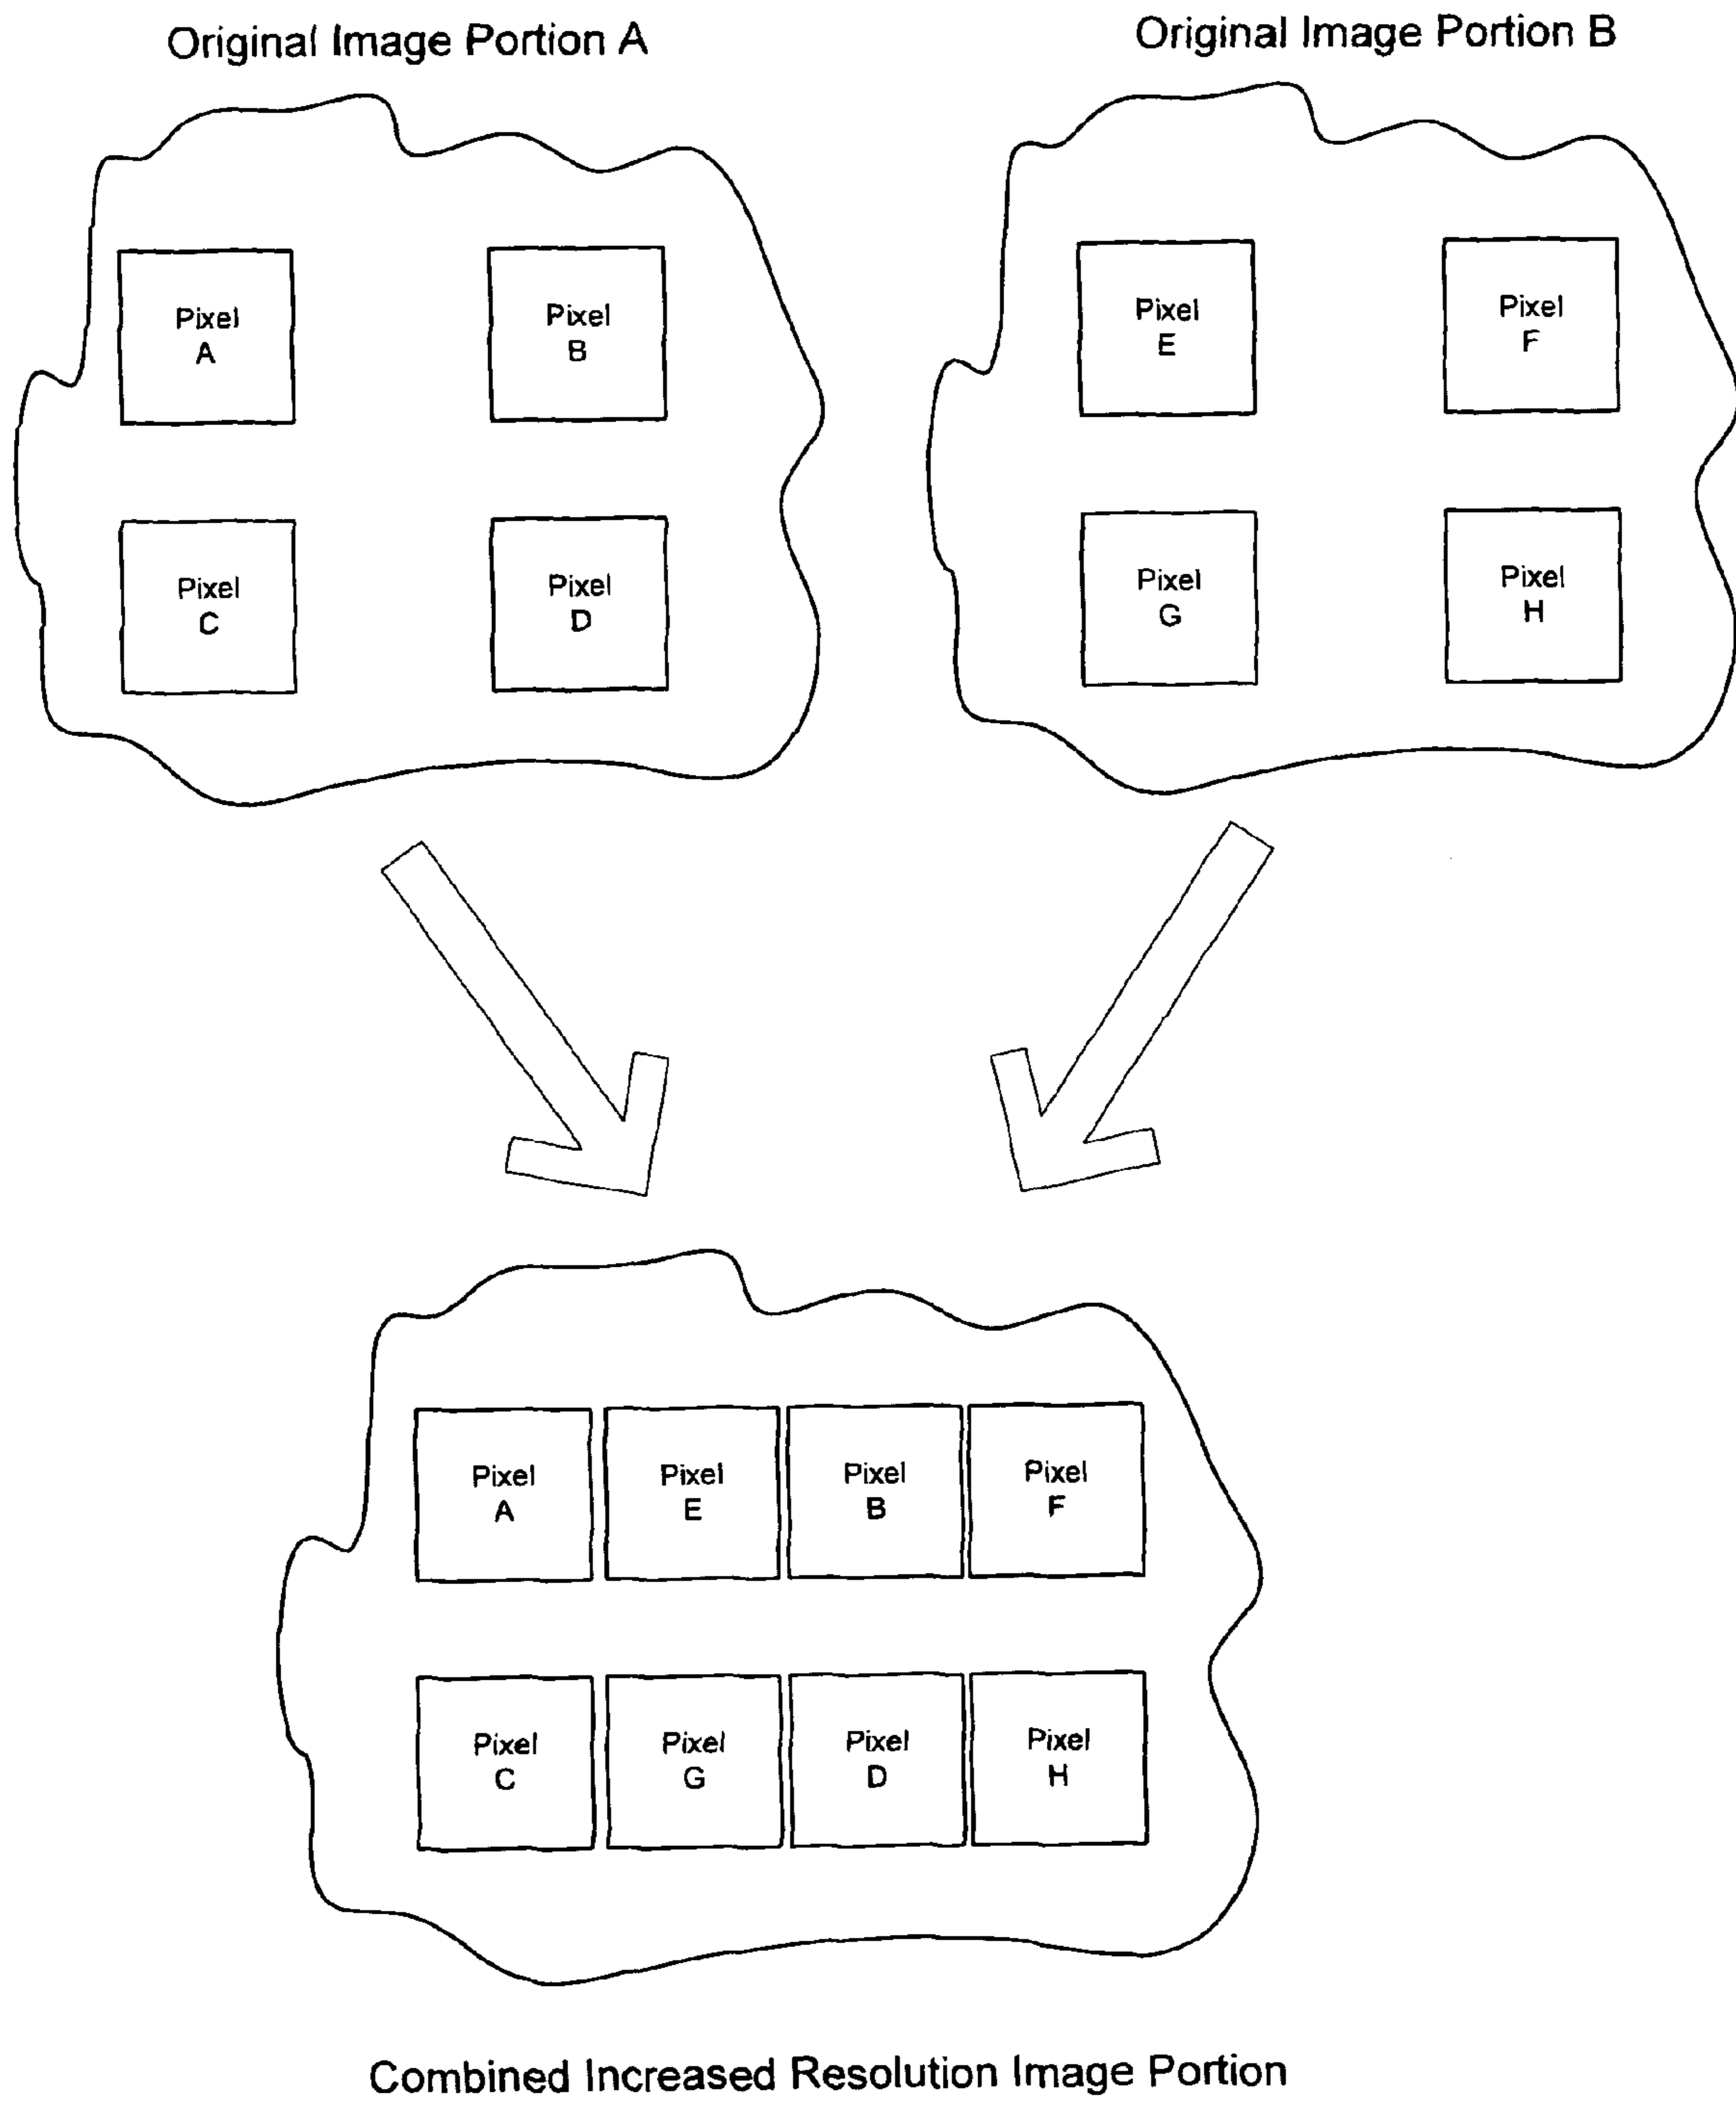 Original Image Portion A
Original Image Portion B
Pixel
A
Pixel
B
Pixel
E
Pixel
F
Pixel
C
Pixel
D
Pixel
G
Pixel
H
Pixel
A
Pixel
E
Pixel
B
Pixel
F
Pixel
C
Pixel
G
Pixel
D
Pixel
H
Combined Increased Resolution Image Portion